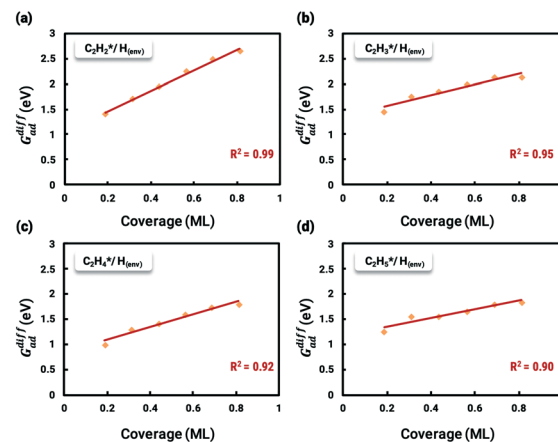 (a)
C₂H₂*/ H₍ₑₙᵥ₎
G_ad^diff (eV)
3
2.5
2
1.5
1
0.5
0
R² = 0.99
0 0.2 0.4 0.6 0.8 1
Coverage (ML)
(b)
C₂H₃*/ H₍ₑₙᵥ₎
G_ad^diff (eV)
3
2.5
2
1.5
1
0.5
0
R² = 0.95
0 0.2 0.4 0.6 0.8 1
Coverage (ML)
(c)
C₂H₄*/ H₍ₑₙᵥ₎
G_ad^diff (eV)
3
2.5
2
1.5
1
0.5
0
R² = 0.92
0 0.2 0.4 0.6 0.8 1
Coverage (ML)
(d)
C₂H₅*/ H₍ₑₙᵥ₎
G_ad^diff (eV)
3
2.5
2
1.5
1
0.5
0
R² = 0.90
0 0.2 0.4 0.6 0.8 1
Coverage (ML)